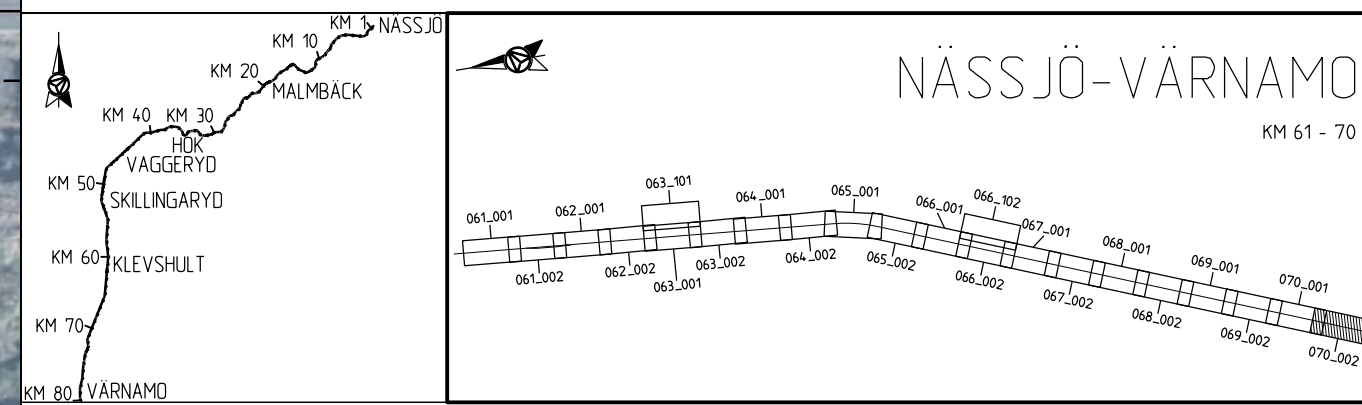 KM 1 NÄSSJÖ
KM 10
KM 20
MALMBÄCK
KM 40 KM 30
HOK
VAGGERYD
KM 50
SKILLINGARYD
KM 60 KLEVSHULT
KM 70
KM 80 VÄRNAMO
NÄSSJÖ-VÄRNAMO
KM 61 - 70
061_001
062_001
063_101
064_001
065_001
066_001
066_102
067_001
068_001
069_001
070_001
061_002
062_002
063_001
063_002
064_002
065_002
066_002
067_002
068_002
069_002
070_002